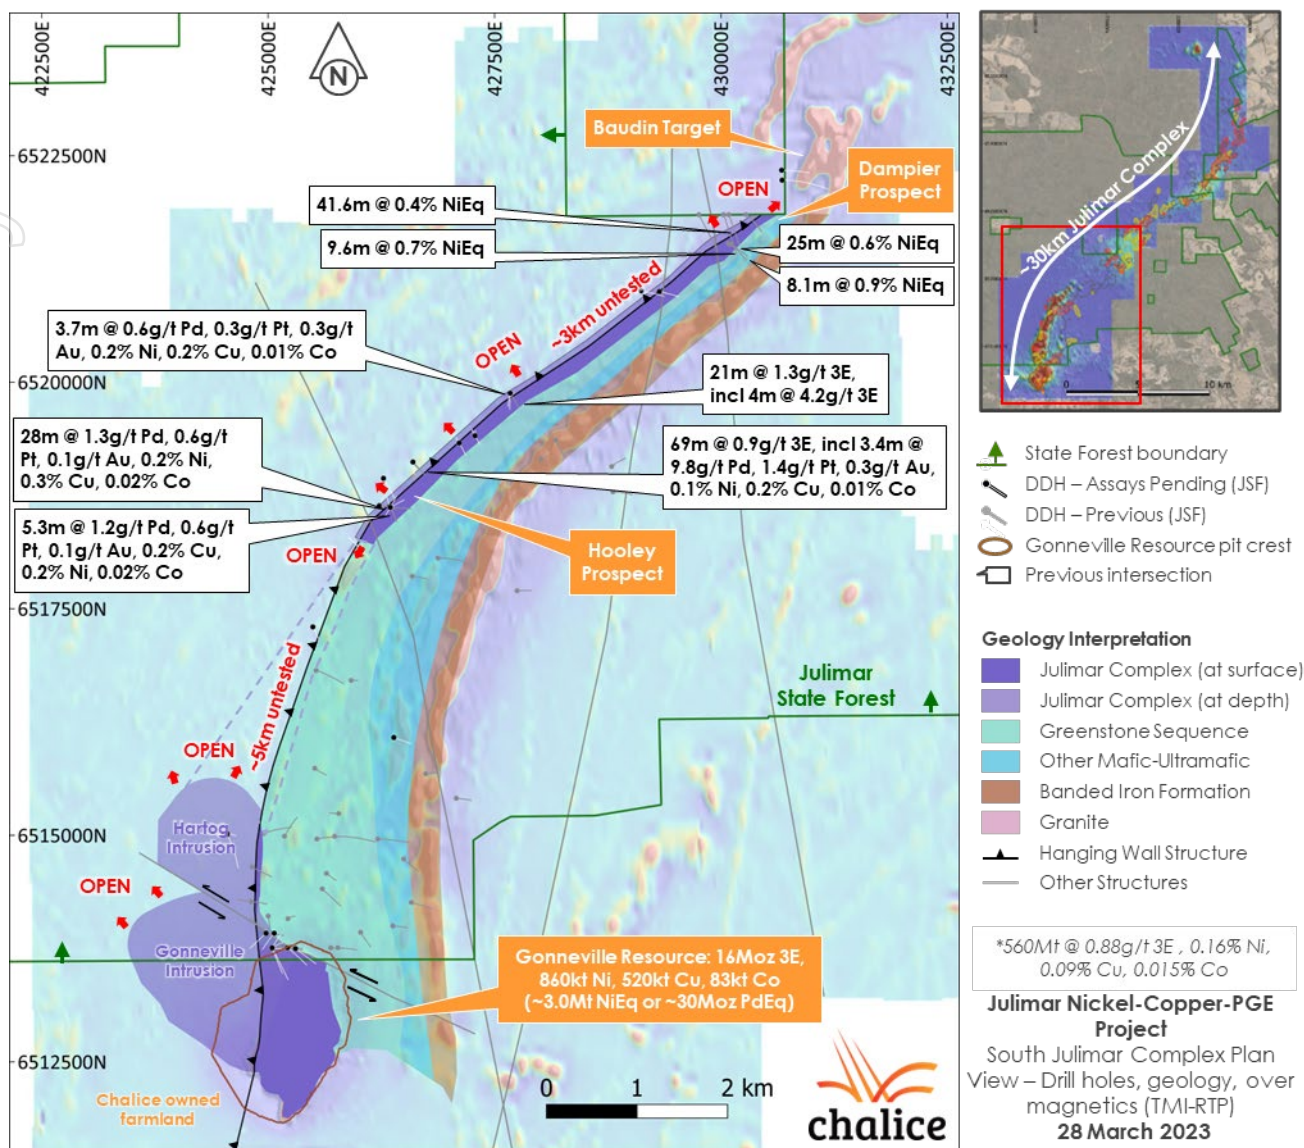 422500E
425000E
427500E
430000E
432500E
N
6522500N
6520000N
6517500N
6515000N
6512500N
Baudin Target
Dampier
Prospect
OPEN
41.6m @ 0.4% NiEq
9.6m @ 0.7% NiEq
25m @ 0.6% NiEq
8.1m @ 0.9% NiEq
~3km untested
3.7m @ 0.6g/t Pd, 0.3g/t Pt, 0.3g/t
Au, 0.2% Ni, 0.2% Cu, 0.01% Co
OPEN
21m @ 1.3g/t 3E,
incl 4m @ 4.2g/t 3E
28m @ 1.3g/t Pd, 0.6g/t
Pt, 0.1g/t Au, 0.2% Ni,
0.3% Cu, 0.02% Co
69m @ 0.9g/t 3E, incl 3.4m @
9.8g/t Pd, 1.4g/t Pt, 0.3g/t Au,
0.1% Ni, 0.2% Cu, 0.01% Co
5.3m @ 1.2g/t Pd, 0.6g/t
Pt, 0.1g/t Au, 0.2% Cu,
0.2% Ni, 0.02% Co
OPEN
Hooley
Prospect
~5km untested
Julimar
State Forest
OPEN
Hartog
Intrusion
OPEN
Gonneville
Intrusion
Gonneville Resource: 16Moz 3E,
860kt Ni, 520kt Cu, 83kt Co
(~3.0Mt NiEq or ~30Moz PdEq)
Chalice owned
farmland
0 1 2 km
chalice
~30km Julimar Complex
0 5 10 km
State Forest boundary
DDH – Assays Pending (JSF)
DDH – Previous (JSF)
Gonneville Resource pit crest
Previous intersection
Geology Interpretation
Julimar Complex (at surface)
Julimar Complex (at depth)
Greenstone Sequence
Other Mafic-Ultramafic
Banded Iron Formation
Granite
Hanging Wall Structure
Other Structures
*560Mt @ 0.88g/t 3E , 0.16% Ni,
0.09% Cu, 0.015% Co
Julimar Nickel-Copper-PGE
Project
South Julimar Complex Plan
View – Drill holes, geology, over
magnetics (TMI-RTP)
28 March 2023